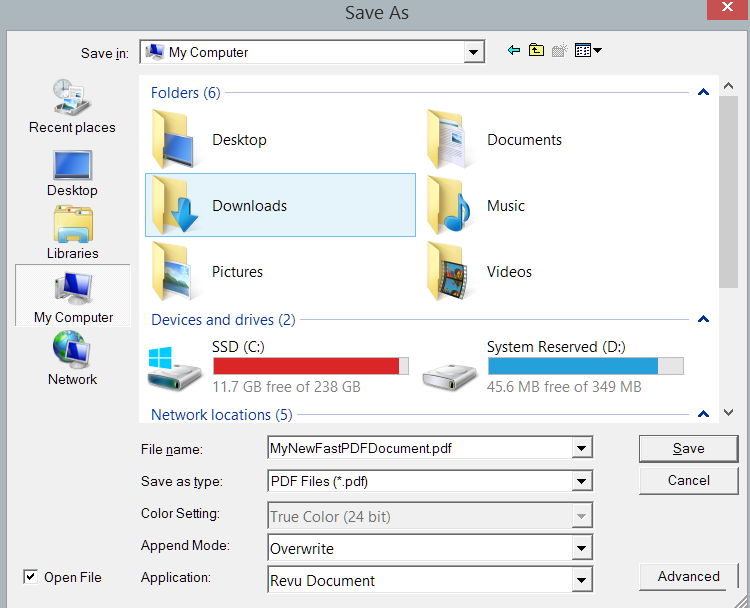 Save As
Save in: My Computer
Recent places
Desktop
Libraries
My Computer
Network
Folders (6)
Desktop
Documents
Downloads
Music
Pictures
Videos
Devices and drives (2)
SSD (C:)
11.7 GB free of 238 GB
System Reserved (D:)
45.6 MB free of 349 MB
Network locations (5)
File name: MyNewFastPDFDocument.pdf
Save as type: PDF Files (*.pdf)
Color Setting: True Color (24 bit)
Append Mode: Overwrite
Application: Revu Document
Open File
Save
Cancel
Advanced